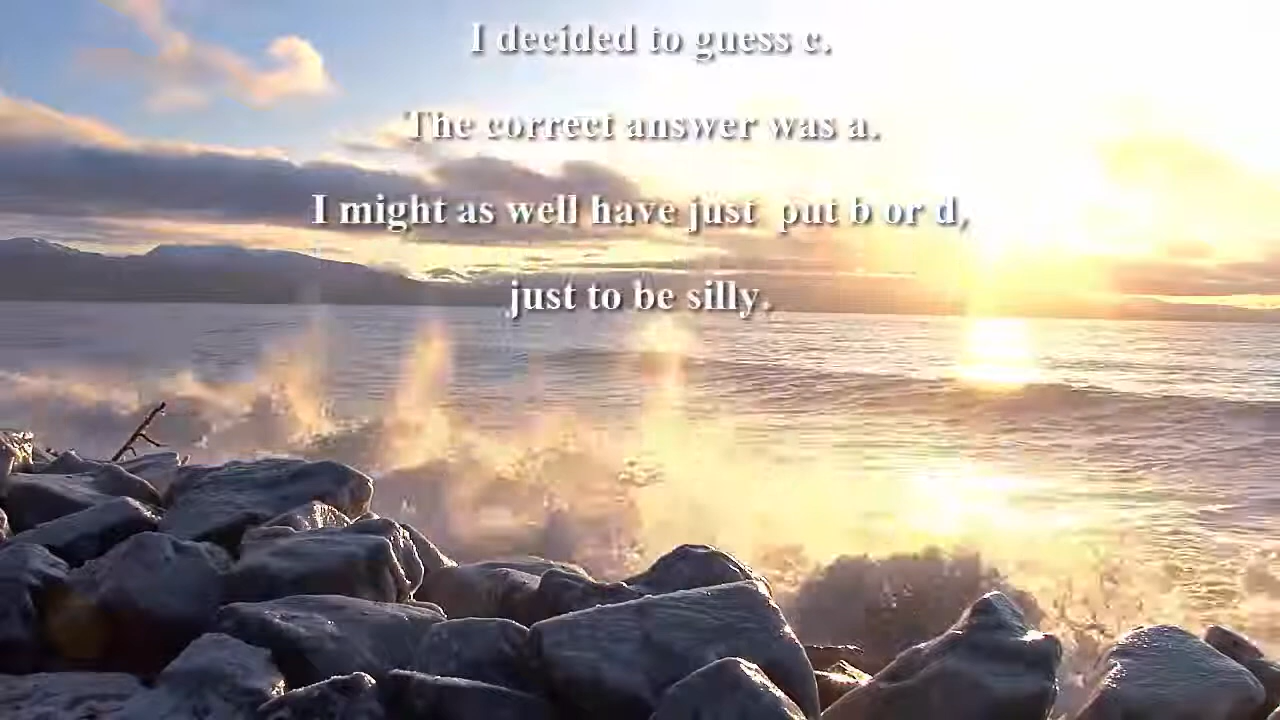 I decided to guess c.
The correct answer was a.
I might as well have just put b or d,
just to be silly.